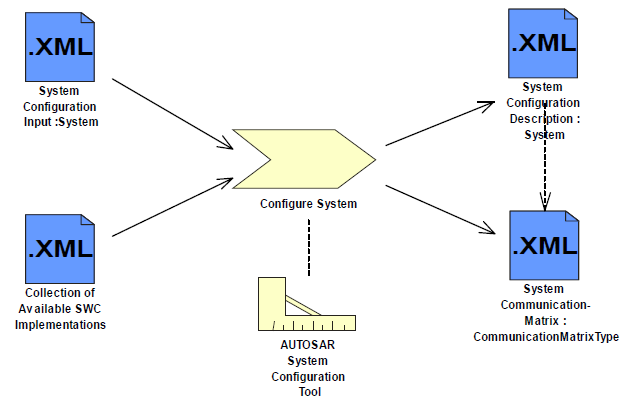 .XML
System
Configuration
Input :System
.XML
System
Configuration
Description :
System
Configure System
.XML
Collection of
Available SWC
Implementations
.XML
System
Communication-
Matrix :
CommunicationMatrixType
AUTOSAR
System
Configuration
Tool